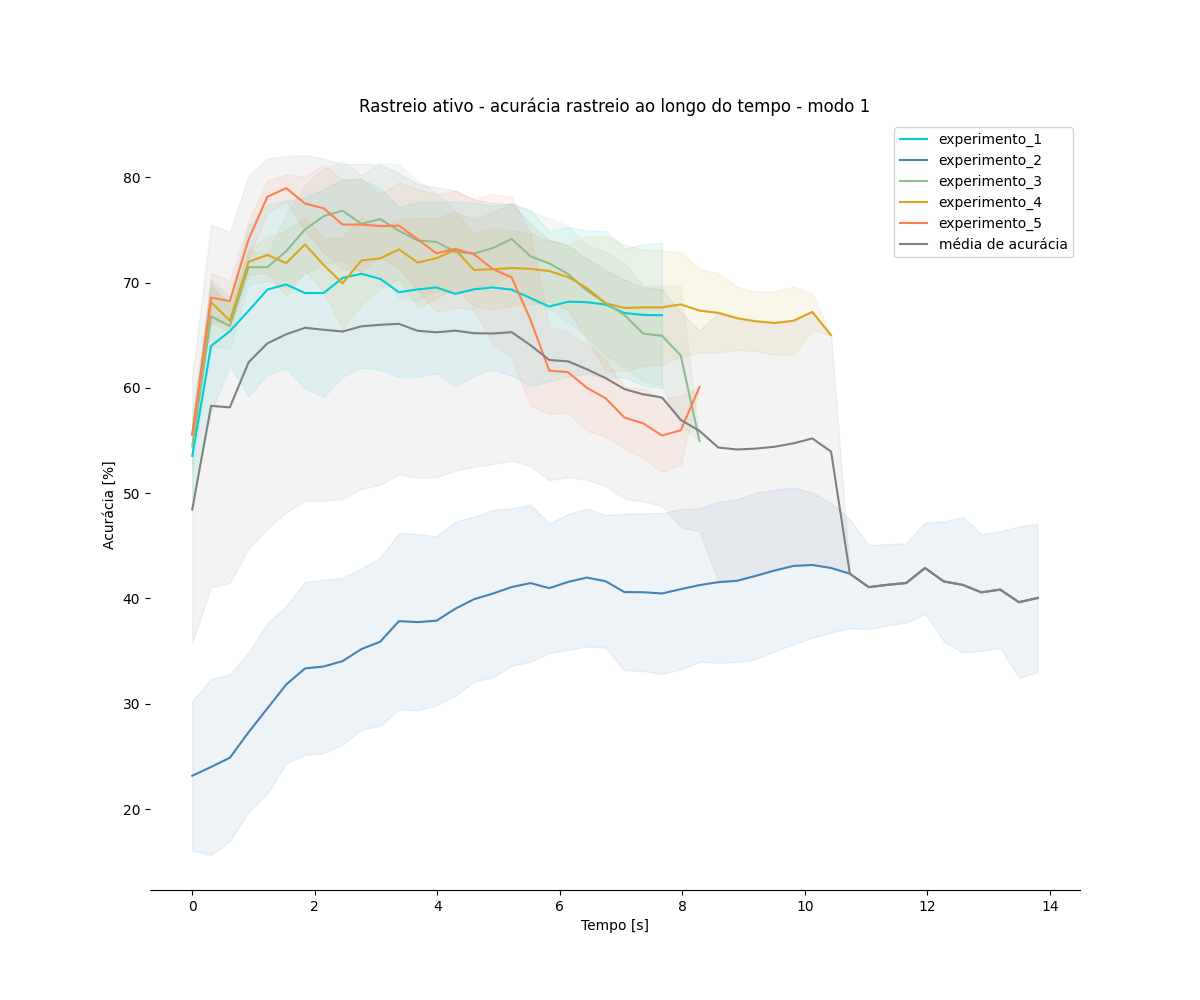 Rastreio ativo - acurácia rastreio ao longo do tempo - modo 1
experimento_1
experimento_2
experimento_3
experimento_4
experimento_5
média de acurácia
Acurácia [%]
80
70
60
50
40
30
20
0 2 4 6 8 10 12 14
Tempo [s]